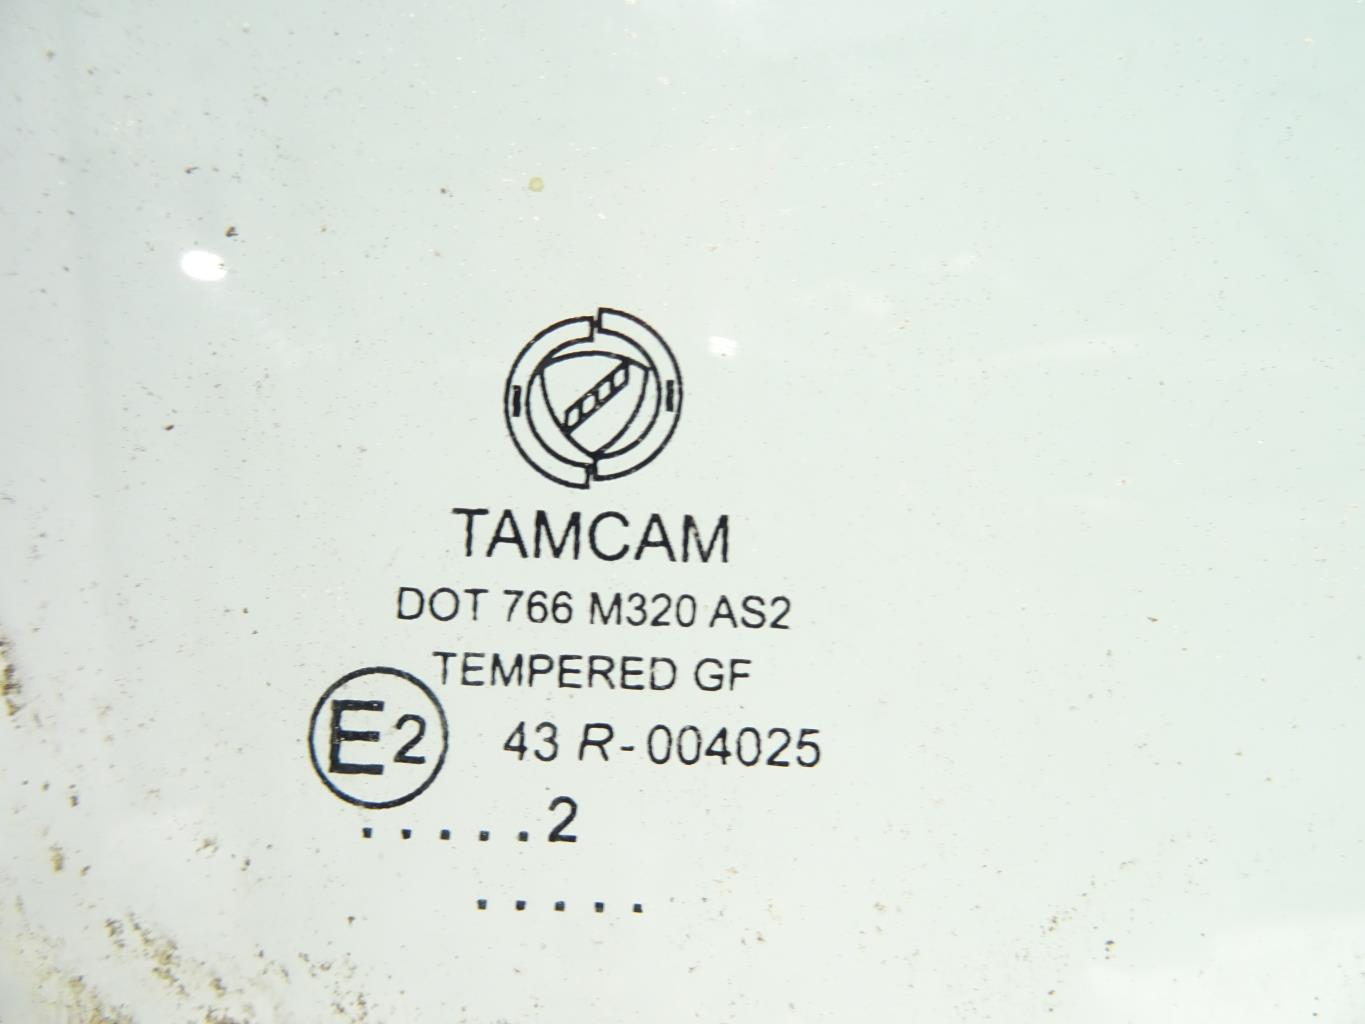 TAMCAM
DOT 766 M320 AS2
TEMPERED GF
E2 43 R-004025
.....2
.....